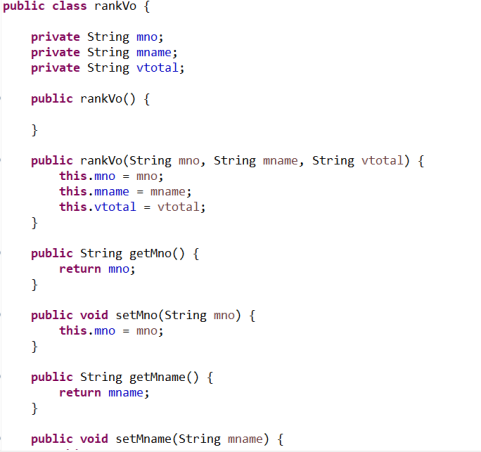 public class rankVo {
private String mno;
private String mname;
private String vtotal;
public rankVo() {
}
public rankVo(String mno, String mname, String vtotal) {
this.mno = mno;
this.mname = mname;
this.vtotal = vtotal;
}
public String getMno() {
return mno;
}
public void setMno(String mno) {
this.mno = mno;
}
public String getMname() {
return mname;
}
public void setMname(String mname) {